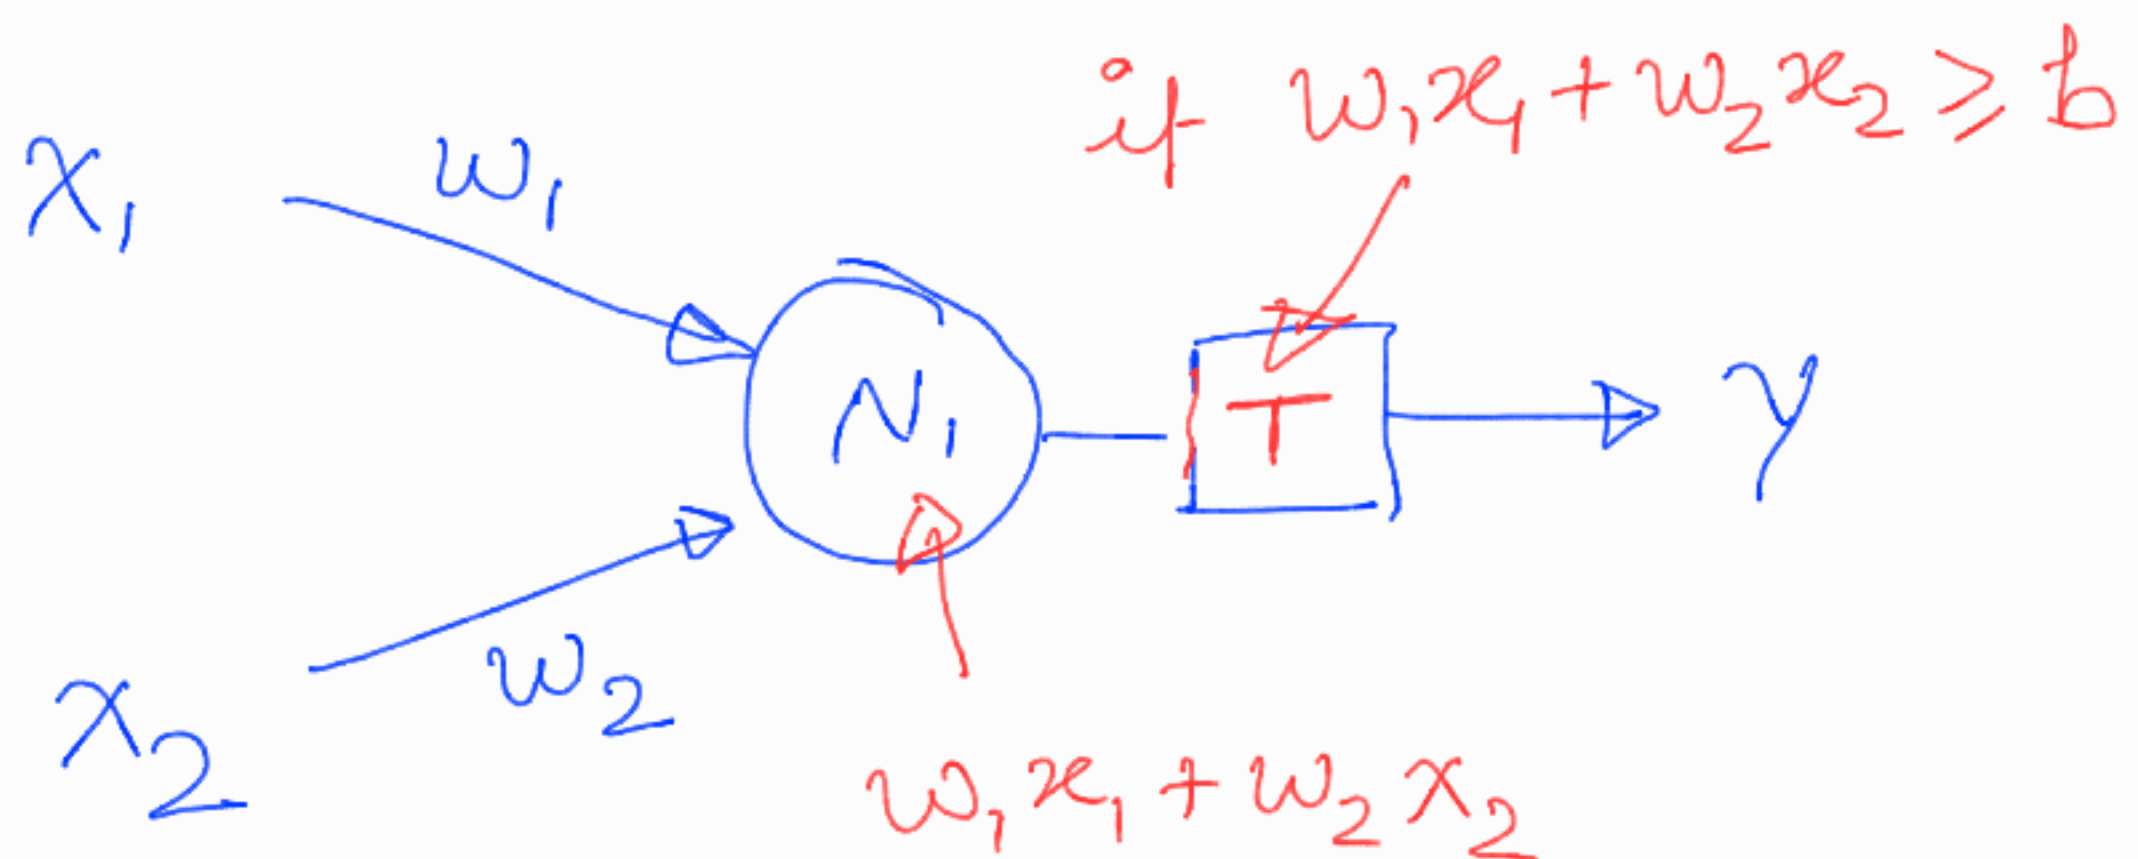 if w₁x₁ + w₂x₂ ≥ b
x₁
w₁
N₁
T
y
w₂
x₂
w₁x₁ + w₂x₂